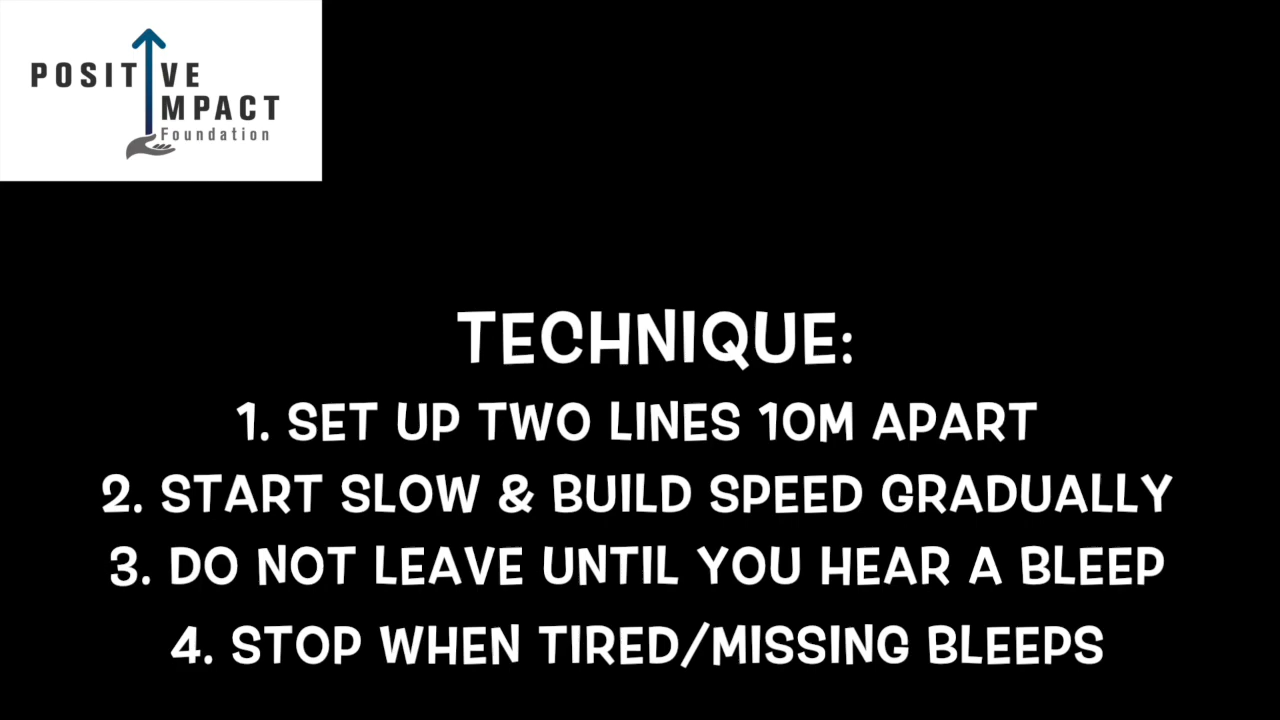 POSITIVE
IMPACT
Foundation
TECHNIQUE:
1. SET UP TWO LINES 10M APART
2. START SLOW & BUILD SPEED GRADUALLY
3. DO NOT LEAVE UNTIL YOU HEAR A BLEEP
4. STOP WHEN TIRED/MISSING BLEEPS